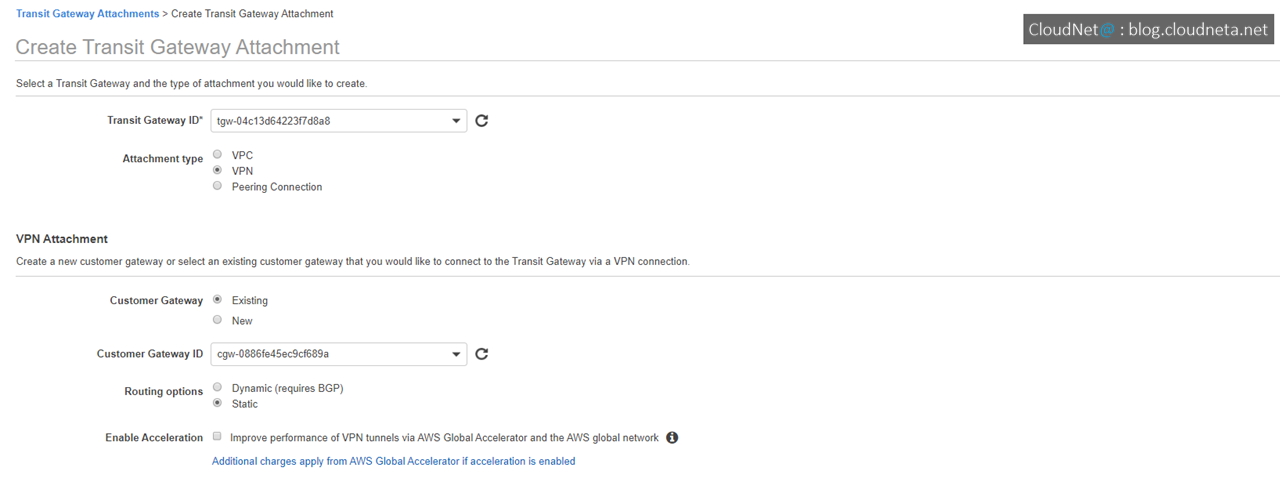 Transit Gateway Attachments > Create Transit Gateway Attachment
CloudNet@ : blog.cloudneta.net
Create Transit Gateway Attachment
Select a Transit Gateway and the type of attachment you would like to create.
Transit Gateway ID* tgw-04c13d64223f7d8a8
Attachment type VPC
VPN
Peering Connection
VPN Attachment
Create a new customer gateway or select an existing customer gateway that you would like to connect to the Transit Gateway via a VPN connection.
Customer Gateway Existing
New
Customer Gateway ID cgw-0886fe45ec9cf689a
Routing options Dynamic (requires BGP)
Static
Enable Acceleration Improve performance of VPN tunnels via AWS Global Accelerator and the AWS global network
Additional charges apply from AWS Global Accelerator if acceleration is enabled